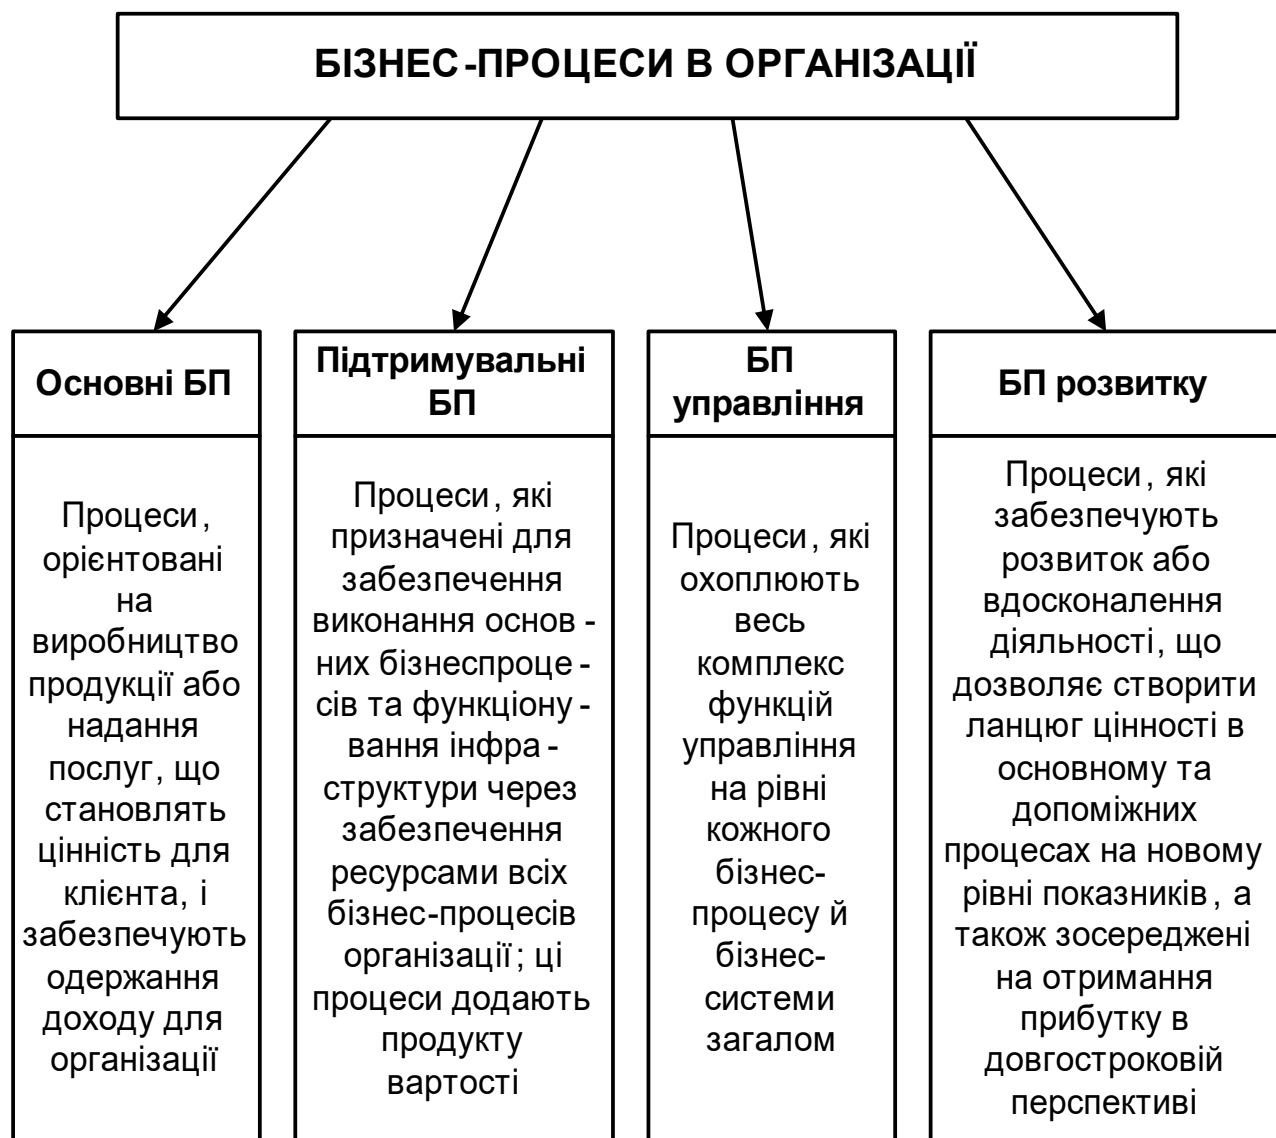 БІЗНЕС-ПРОЦЕСИ В ОРГАНІЗАЦІЇ
Основні БП
Процеси,
орієнтовані
на
виробництво
продукції або
надання
послуг, що
становлять
цінність для
клієнта, і
забезпечують
одержання
доходу для
організації
Підтримувальні
БП
Процеси, які
призначені для
забезпечення
виконання основ-
них бізнеспроце-
сів та функціону-
вання інфра-
структури через
забезпечення
ресурсами всіх
бізнес-процесів
організації; ці
процеси додають
продукту
вартості
БП
управління
Процеси, які
охоплюють
весь
комплекс
функцій
управління
на рівні
кожного
бізнес-
процесу й
бізнес-
системи
загалом
БП розвитку
Процеси, які
забезпечують
розвиток або
вдосконалення
діяльності, що
дозволяє створити
ланцюг цінності в
основному та
допоміжних
процесах на новому
рівні показників, а
також зосереджені
на отримання
прибутку в
довгостроковій
перспективі